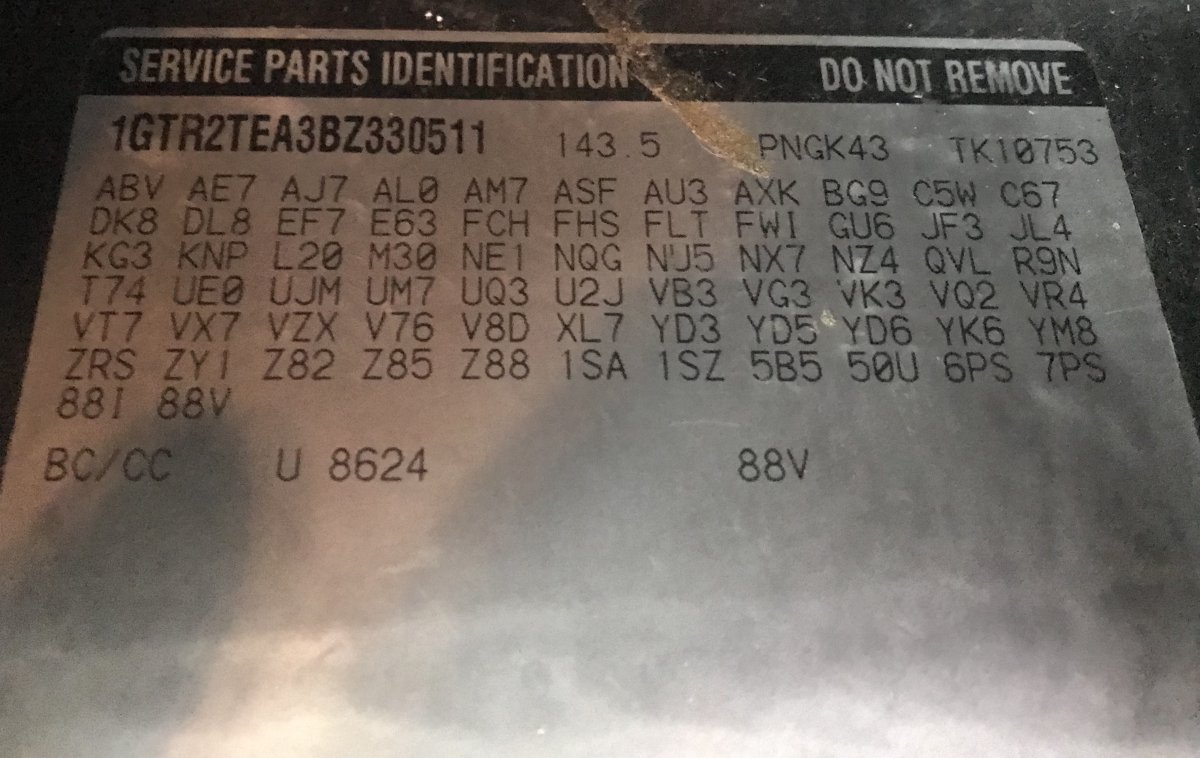 SERVICE PARTS IDENTIFICATION DO NOT REMOVE
1GTR2TEA3BZ330511 143.5 PNGK43 TK10753
ABV AE7 AJ7 AL0 AM7 ASF AU3 AXK BG9 C5W C67
DK8 DL8 EF7 E63 FCH FHS FLT FWI GU6 JF3 JL4
KG3 KNP L20 M30 NE1 NQG NJ5 NX7 NZ4 QVL R9N
T74 UE0 UJM UM7 UQ3 U2J VB3 VG3 VK3 VQ2 VR4
VT7 VX7 VZX V76 V8D XL7 YD3 YD5 YD6 YK6 YM8
ZRS ZY1 Z82 Z85 Z88 1SA 1SZ 5B5 50U 6PS 7PS
88I 88V
BC/CC U 8624 88V